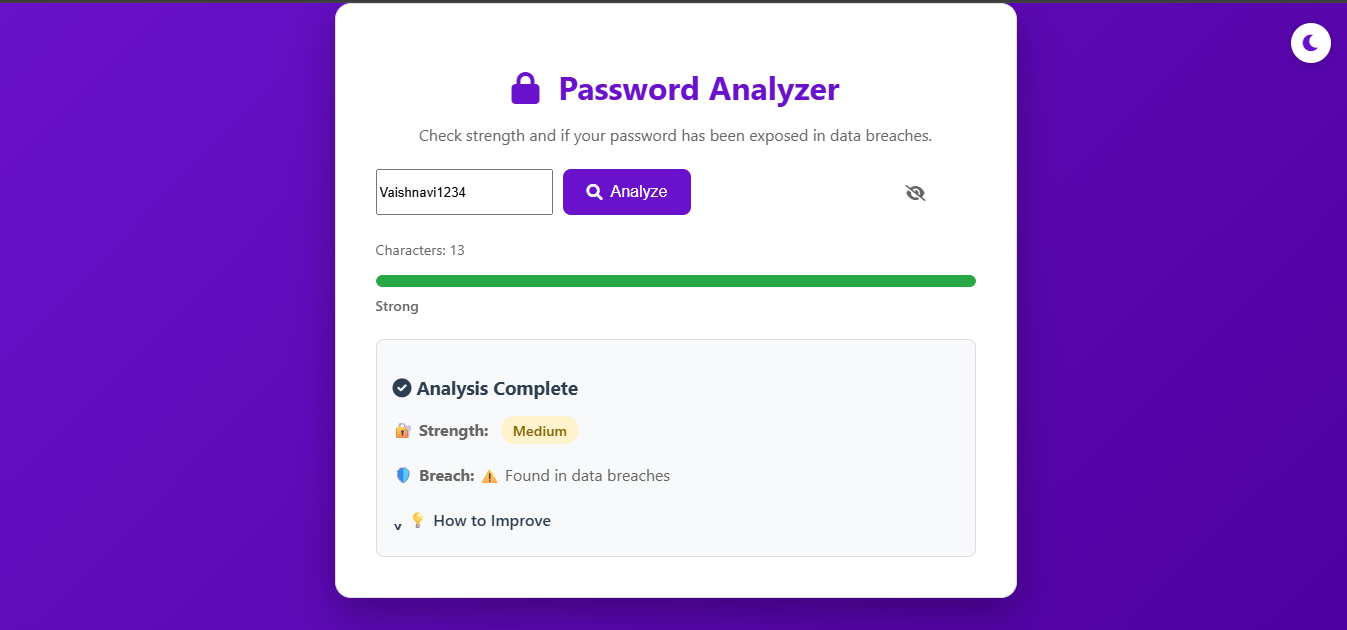 Password Analyzer
Check strength and if your password has been exposed in data breaches.
Vaishnavi1234
Analyze
Characters: 13
Strong
Analysis Complete
Strength: Medium
Breach: Found in data breaches
v How to Improve